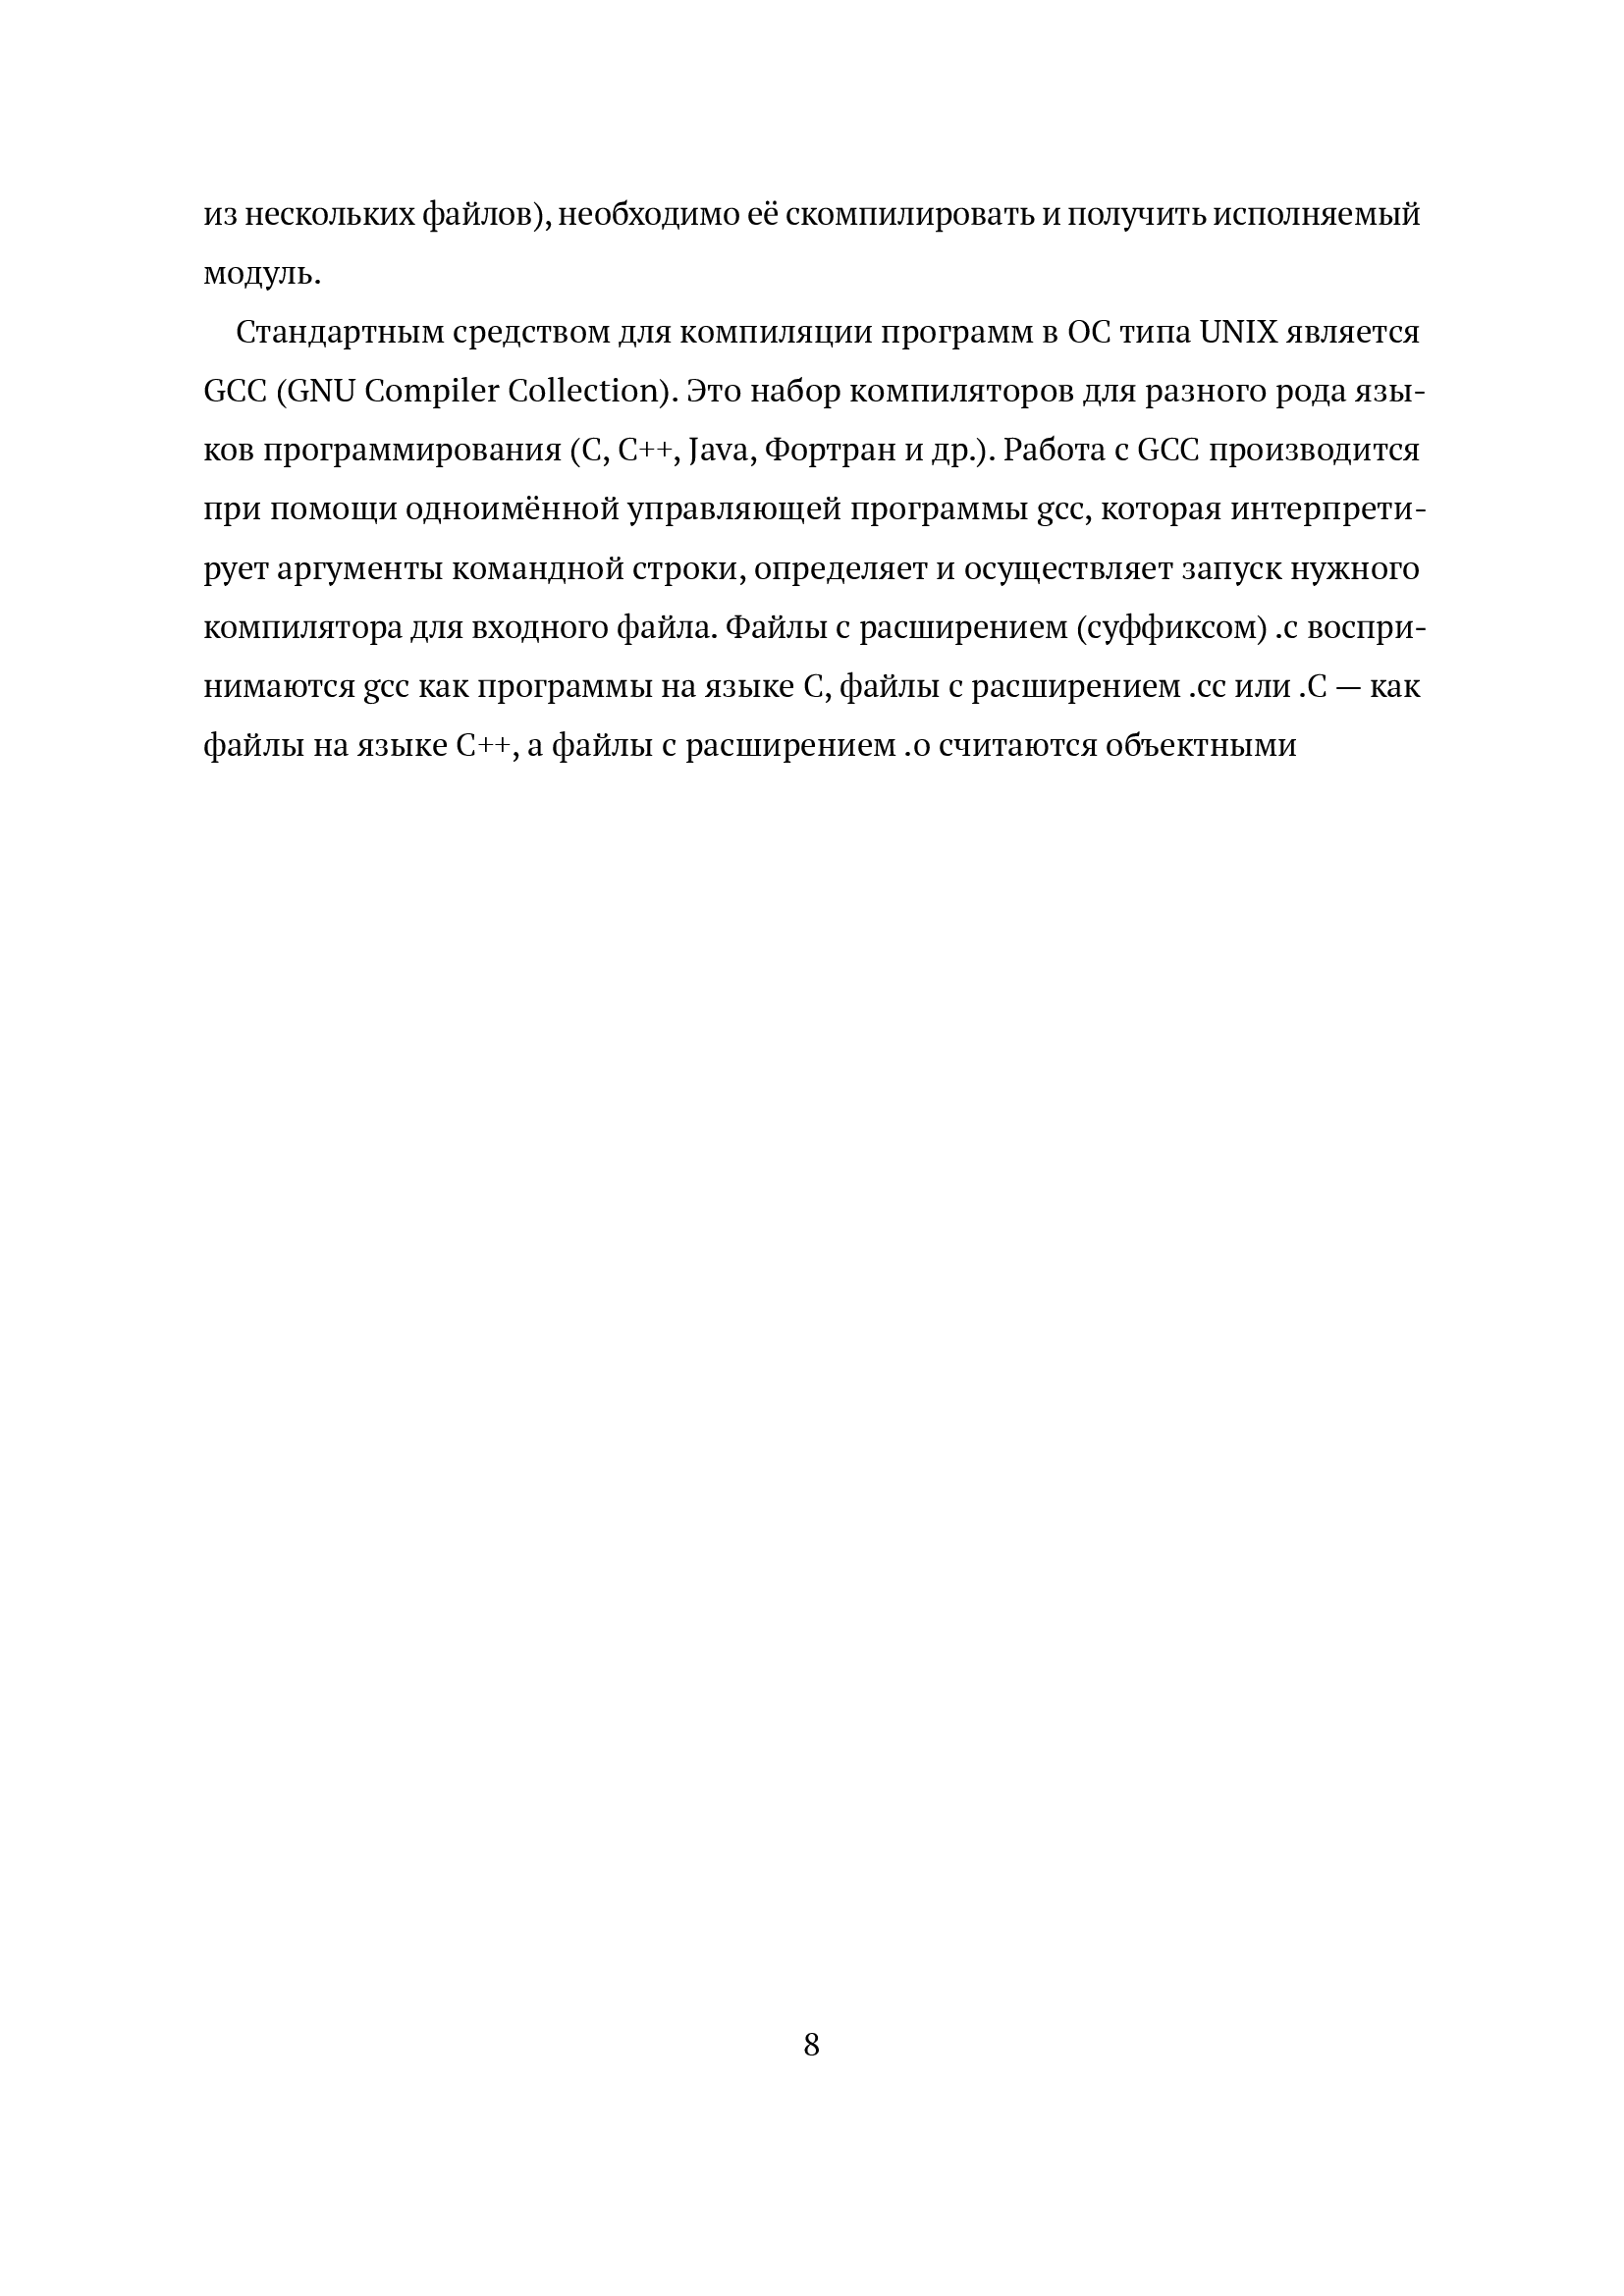 из нескольких файлов), необходимо её скомпилировать и получить исполняемый
модуль.
Стандартным средством для компиляции программ в ОС типа UNIX является
GCC (GNU Compiler Collection). Это набор компиляторов для разного рода язы-
ков программирования (C, C++, Java, Фортран и др.). Работа с GCC производится
при помощи одноимённой управляющей программы gcc, которая интерпрети-
рует аргументы командной строки, определяет и осуществляет запуск нужного
компилятора для входного файла. Файлы с расширением (суффиксом) .c воспри-
нимаются gcc как программы на языке C, файлы с расширением .cc или .C — как
файлы на языке C++, а файлы с расширением .o считаются объектными
8